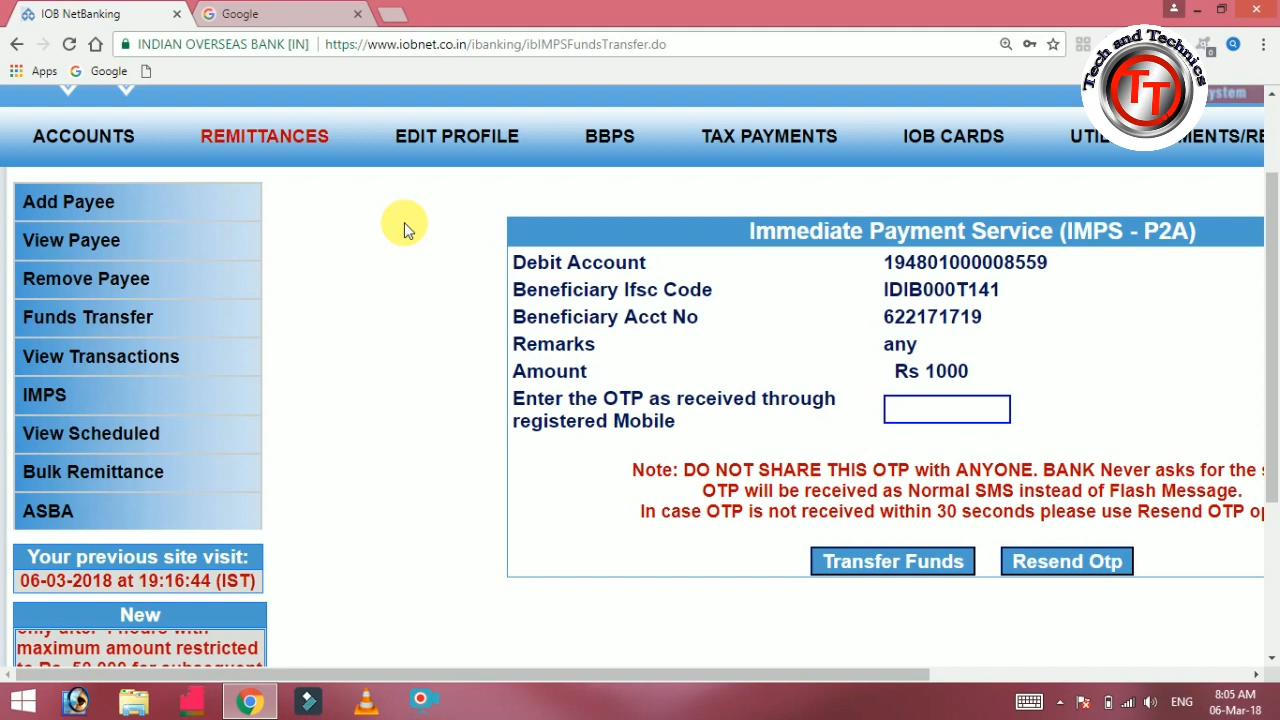 IOB NetBanking
Google
INDIAN OVERSEAS BANK [IN] https://www.iobnet.co.in/ibanking/ibIMPSFundsTransfer.do
0
Apps
Google
Tech and Technics
TT
ystem
ACCOUNTS REMITTANCES EDIT PROFILE BBPS TAX PAYMENTS IOB CARDS UTI MENTS/RE
Add Payee
View Payee
Remove Payee
Funds Transfer
View Transactions
IMPS
View Scheduled
Bulk Remittance
ASBA
Your previous site visit:
06-03-2018 at 19:16:44 (IST)
New
maximum amount restricted
Immediate Payment Service (IMPS - P2A)
Debit Account 194801000008559
Beneficiary Ifsc Code IDIB000T141
Beneficiary Acct No 622171719
Remarks any
Amount Rs 1000
Enter the OTP as received through
registered Mobile
Note: DO NOT SHARE THIS OTP with ANYONE. BANK Never asks for the s
OTP will be received as Normal SMS instead of Flash Message.
In case OTP is not received within 30 seconds please use Resend OTP op
Transfer Funds Resend Otp
ENG
8:05 AM
06-Mar-18